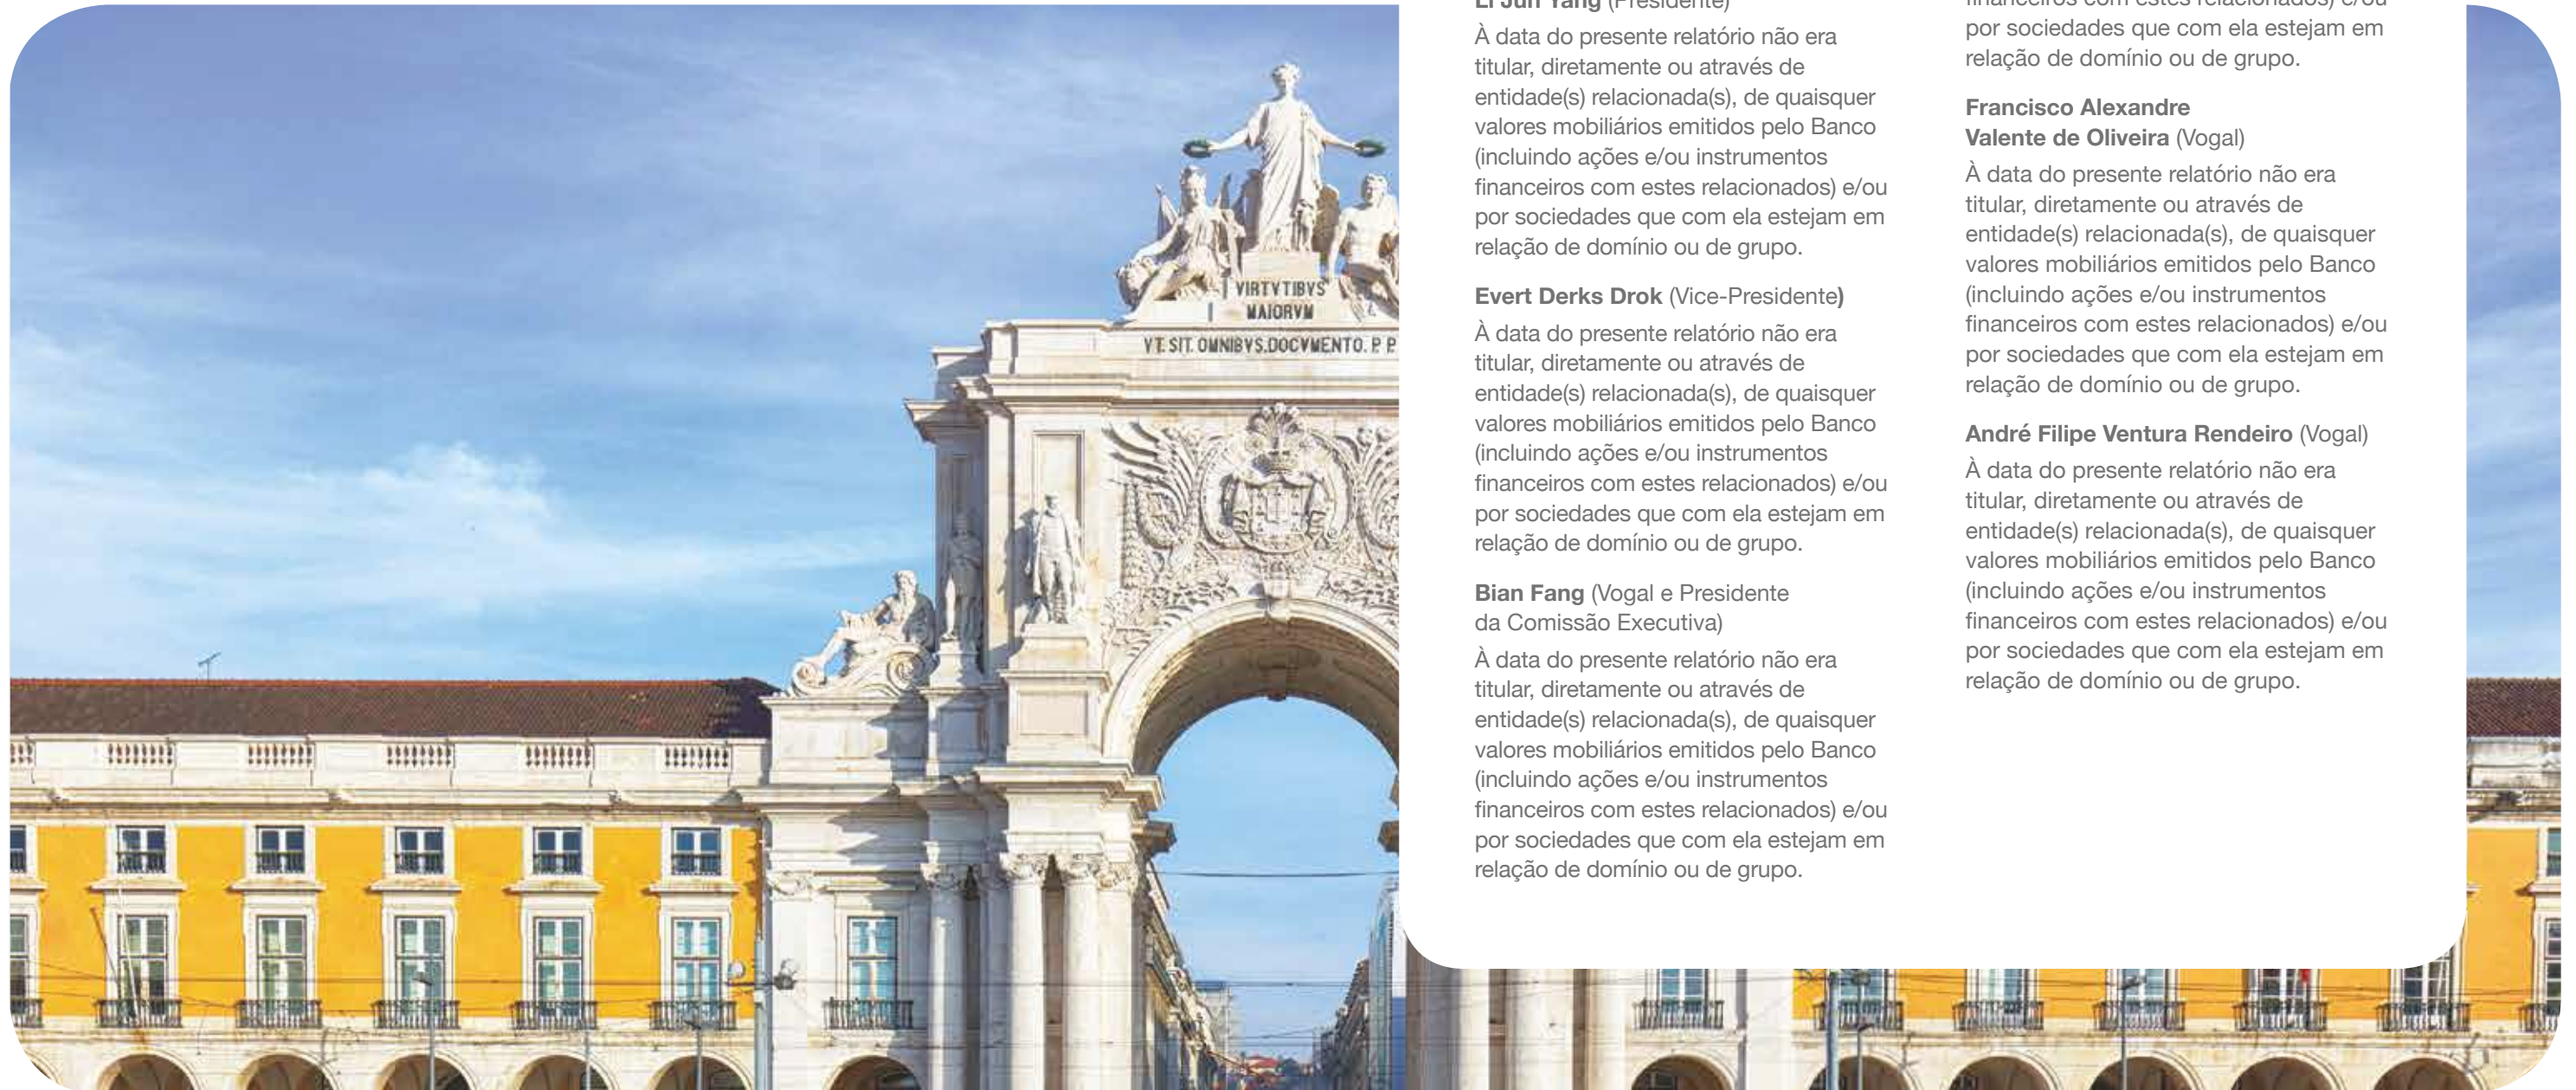 VIRTVTIBVS
MAIORVM
VT. SIT. OMNIBVS. DOCVMENTO. P. P
Li Jun Yang (Presidente)
À data do presente relatório não era
titular, diretamente ou através de
entidade(s) relacionada(s), de quaisquer
valores mobiliários emitidos pelo Banco
(incluindo ações e/ou instrumentos
financeiros com estes relacionados) e/ou
por sociedades que com ela estejam em
relação de domínio ou de grupo.
Evert Derks Drok (Vice-Presidente)
À data do presente relatório não era
titular, diretamente ou através de
entidade(s) relacionada(s), de quaisquer
valores mobiliários emitidos pelo Banco
(incluindo ações e/ou instrumentos
financeiros com estes relacionados) e/ou
por sociedades que com ela estejam em
relação de domínio ou de grupo.
Bian Fang (Vogal e Presidente
da Comissão Executiva)
À data do presente relatório não era
titular, diretamente ou através de
entidade(s) relacionada(s), de quaisquer
valores mobiliários emitidos pelo Banco
(incluindo ações e/ou instrumentos
financeiros com estes relacionados) e/ou
por sociedades que com ela estejam em
relação de domínio ou de grupo.
financeiros com estes relacionados) e/ou
por sociedades que com ela estejam em
relação de domínio ou de grupo.
Francisco Alexandre
Valente de Oliveira (Vogal)
À data do presente relatório não era
titular, diretamente ou através de
entidade(s) relacionada(s), de quaisquer
valores mobiliários emitidos pelo Banco
(incluindo ações e/ou instrumentos
financeiros com estes relacionados) e/ou
por sociedades que com ela estejam em
relação de domínio ou de grupo.
André Filipe Ventura Rendeiro (Vogal)
À data do presente relatório não era
titular, diretamente ou através de
entidade(s) relacionada(s), de quaisquer
valores mobiliários emitidos pelo Banco
(incluindo ações e/ou instrumentos
financeiros com estes relacionados) e/ou
por sociedades que com ela estejam em
relação de domínio ou de grupo.